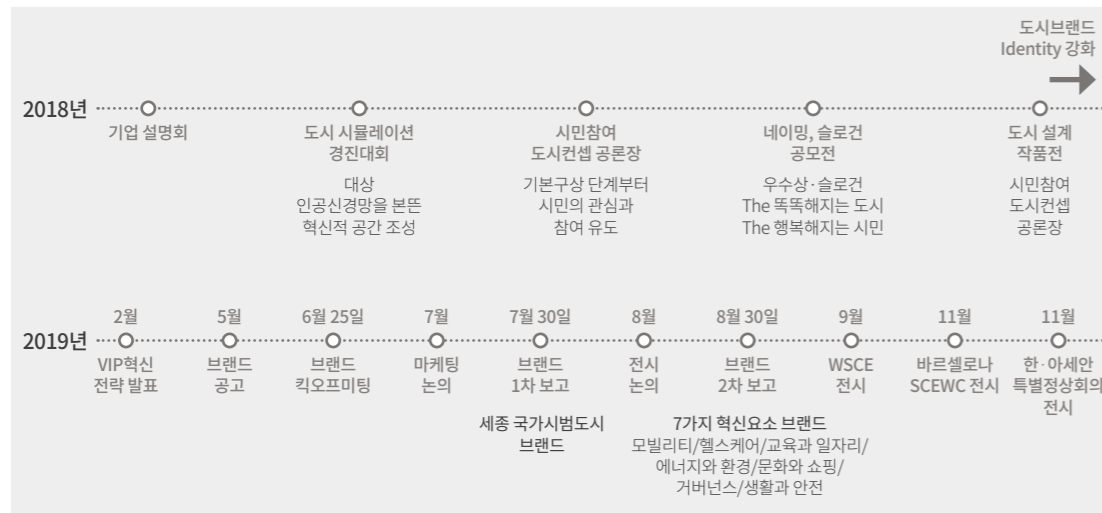 도시브랜드
Identity 강화
2018년
기업 설명회
도시 시뮬레이션
경진대회
대상
인공신경망을 본뜬
혁신적 공간 조성
시민참여
도시컨셉 공론장
기본구상 단계부터
시민의 관심과
참여 유도
네이밍, 슬로건
공모전
우수상·슬로건
The 똑똑해지는 도시
The 행복해지는 시민
도시 설계
작품전
시민참여
도시컨셉
공론장
2019년
2월
VIP혁신
전략 발표
5월
브랜드
공고
6월 25일
브랜드
킥오프미팅
7월
마케팅
논의
7월 30일
브랜드
1차 보고
세종 국가시범도시
브랜드
8월
전시
논의
8월 30일
브랜드
2차 보고
7가지 혁신요소 브랜드
모빌리티/헬스케어/교육과 일자리/
에너지와 환경/문화와 쇼핑/
거버넌스/생활과 안전
9월
WSCE
전시
11월
바르셀로나
SCEWC 전시
11월
한·아세안
특별정상회의
전시